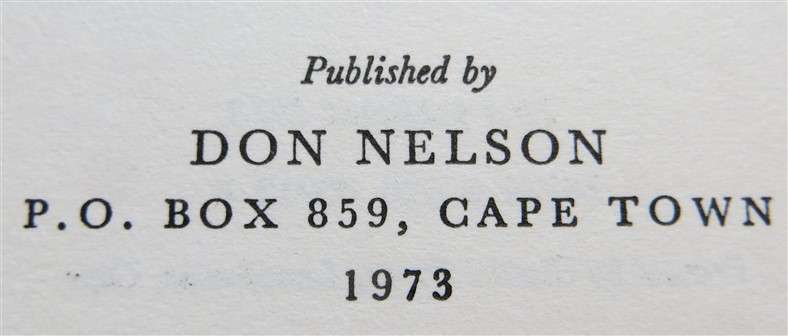 Published by
DON NELSON
P.O. BOX 859, CAPE TOWN
1973